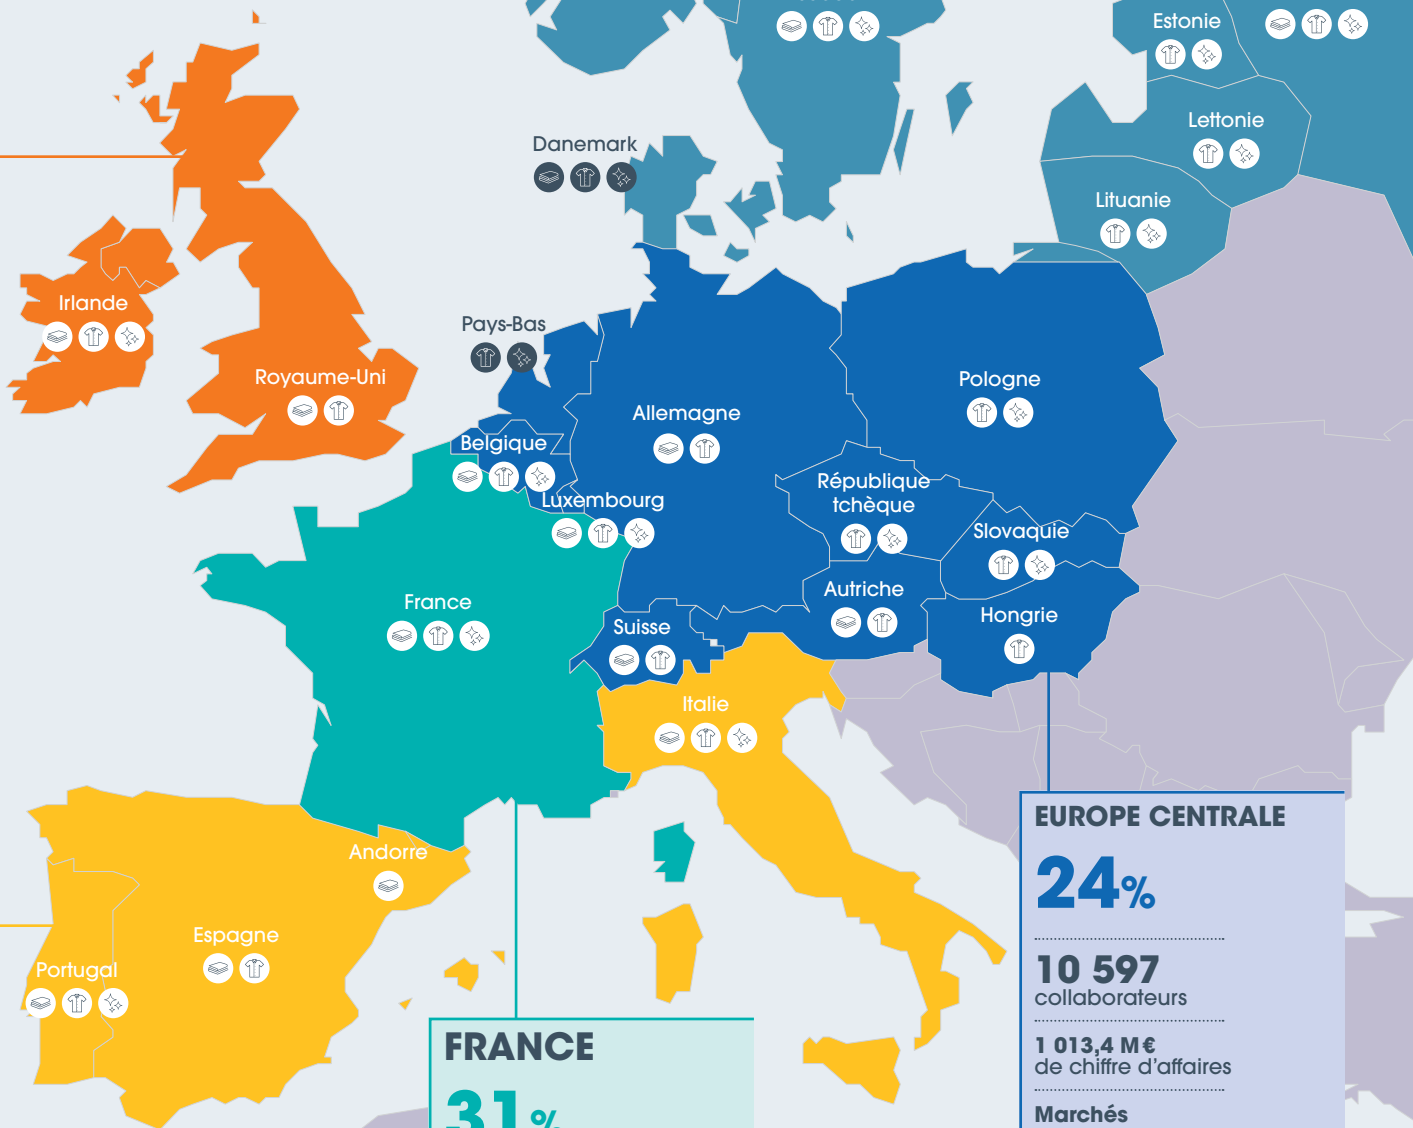 Estonie
Lettonie
Danemark
Lituanie
Irlande
Pays-Bas
Royaume-Uni
Pologne
Allemagne
Belgique
République
tchèque
Luxembourg
Slovaquie
Autriche
France
Hongrie
Suisse
Italie
EUROPE CENTRALE
Andorre
24%
Espagne
Portugal
10 597
collaborateurs
FRANCE
1 013,4 M€
de chiffre d’affaires
31%
Marchés